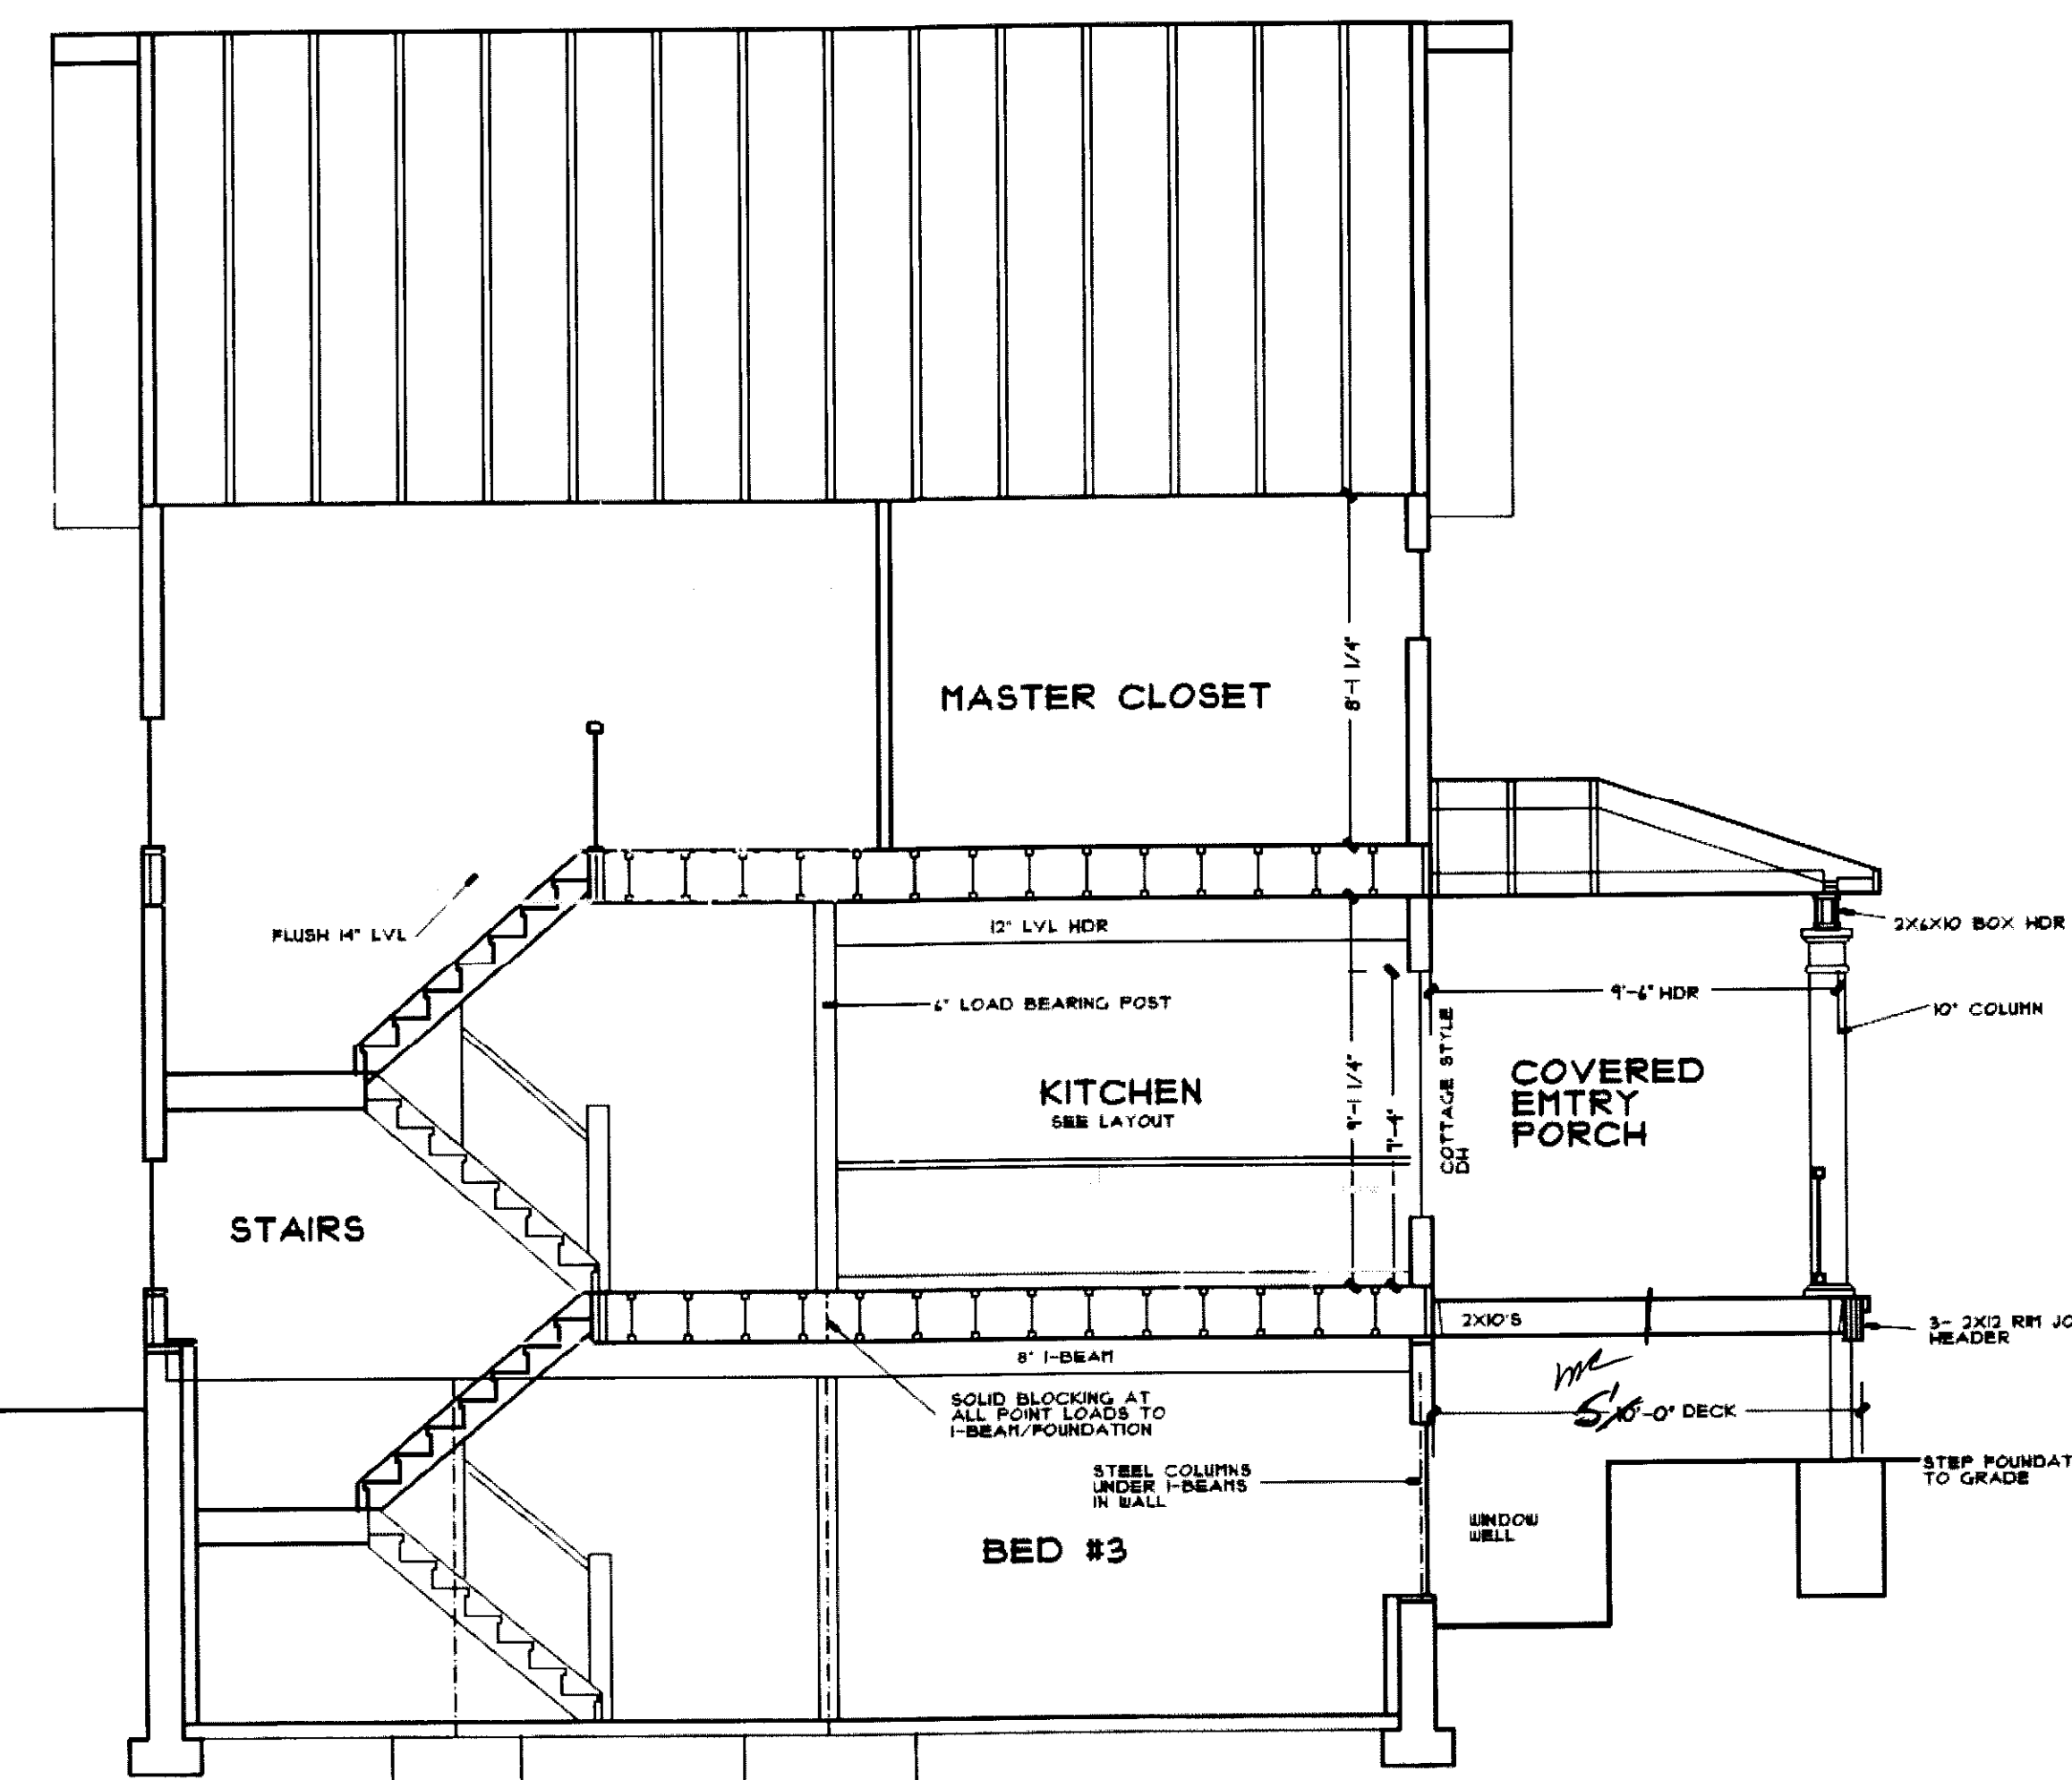 MASTER CLOSET
8'-1 1/4"
FLUSH 14" LVL
12" LVL HDR
2X6X10 BOX HDR
6" LOAD BEARING POST
9'-6" HDR
10" COLUMN
COTTAGE STYLE
DH
KITCHEN
SEE LAYOUT
9'-1 1/4"
7'-4"
COVERED
EMTRY
PORCH
STAIRS
2X10'S
3- 2X12 RIM JO
HEADER
8" I-BEAM
SOLID BLOCKING AT
ALL POINT LOADS TO
I-BEAM/FOUNDATION
5' 10'-0" DECK
STEEL COLUMNS
UNDER I-BEAMS
IN WALL
STEP FOUNDAT
TO GRADE
WINDOW
WELL
BED #3